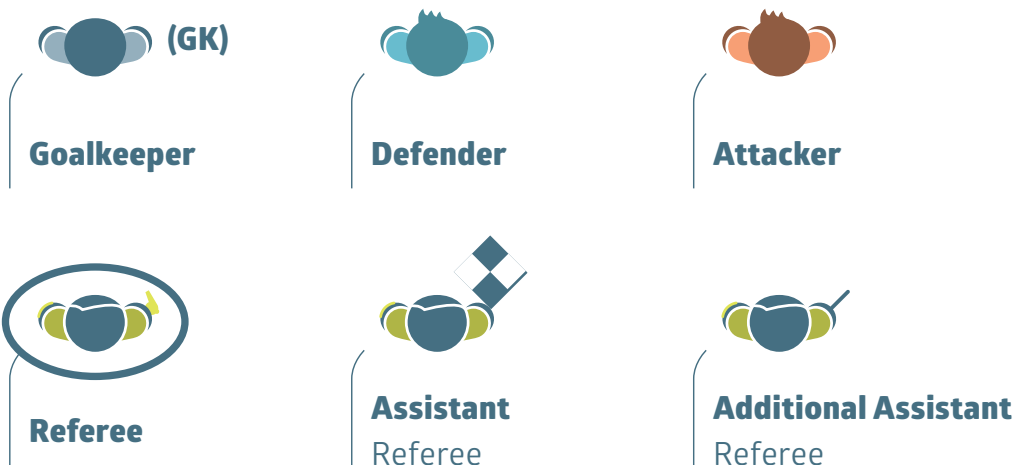 (GK)
Goalkeeper
Defender
Attacker
Referee
Assistant
Referee
Additional Assistant
Referee